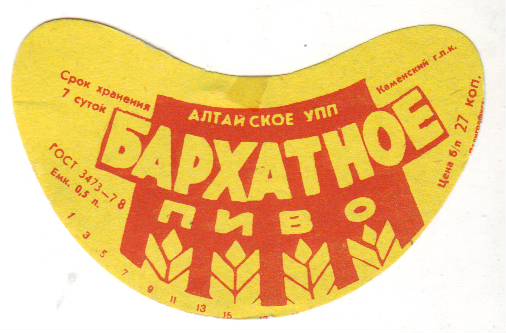 Срок хранения
7 суток
АЛТАЙСКОЕ УПП
Каменский г.п.к.
БАРХАТНОЕ
ПИВО
ГОСТ 3473—78
Емк. 0,5 л.
Цена б/п 27 коп.
1 3 5 7 9 11 13 15